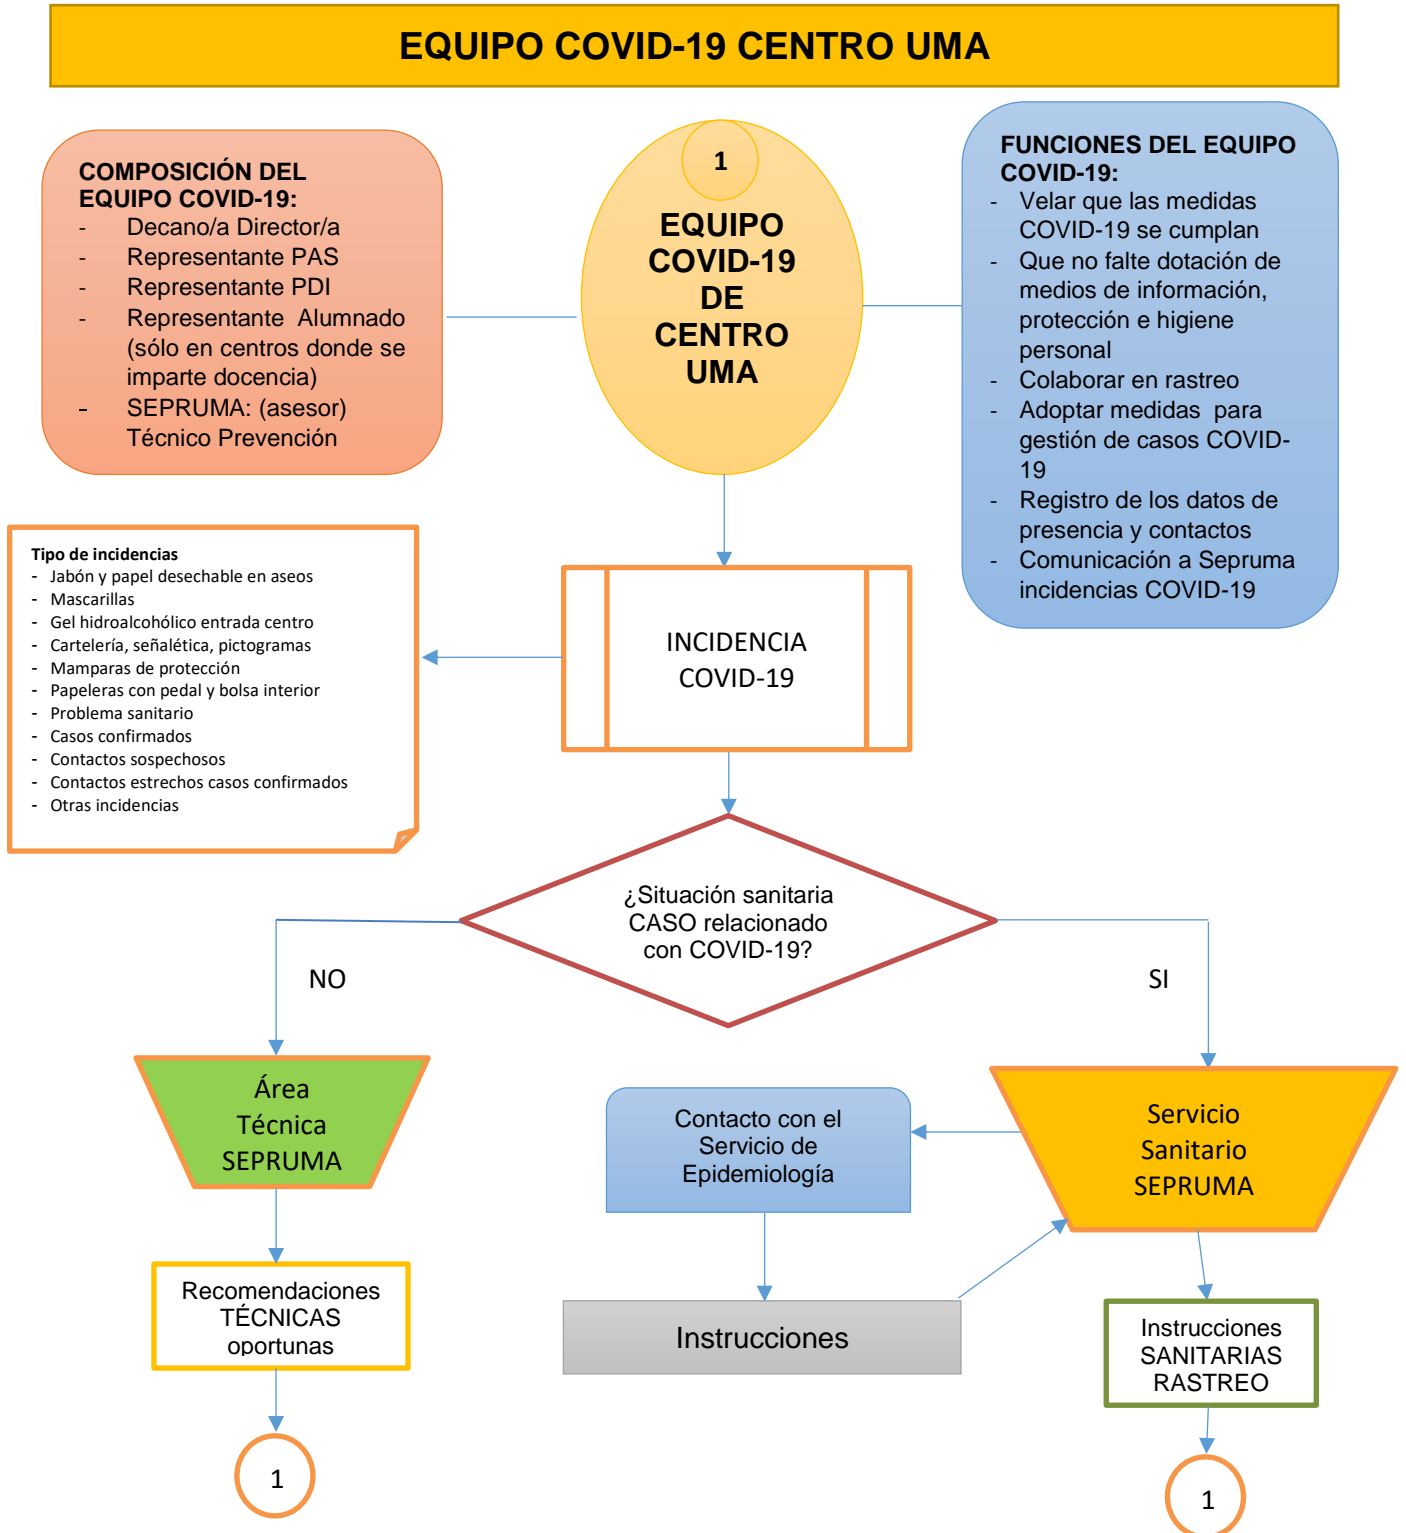 EQUIPO COVID-19 CENTRO UMA
COMPOSICIÓN DEL
EQUIPO COVID-19:
- Decano/a Director/a
- Representante PAS
- Representante PDI
- Representante Alumnado
(sólo en centros donde se
imparte docencia)
- SEPRUMA: (asesor)
Técnico Prevención
1
EQUIPO
COVID-19
DE
CENTRO
UMA
FUNCIONES DEL EQUIPO
COVID-19:
- Velar que las medidas
COVID-19 se cumplan
- Que no falte dotación de
medios de información,
protección e higiene
personal
- Colaborar en rastreo
- Adoptar medidas para
gestión de casos COVID-
19
- Registro de los datos de
presencia y contactos
- Comunicación a Sepruma
incidencias COVID-19
Tipo de incidencias
- Jabón y papel desechable en aseos
- Mascarillas
- Gel hidroalcohólico entrada centro
- Cartelería, señalética, pictogramas
- Mamparas de protección
- Papeleras con pedal y bolsa interior
- Problema sanitario
- Casos confirmados
- Contactos sospechosos
- Contactos estrechos casos confirmados
- Otras incidencias
INCIDENCIA
COVID-19
¿Situación sanitaria
CASO relacionado
con COVID-19?
NO
SI
Área
Técnica
SEPRUMA
Contacto con el
Servicio de
Epidemiología
Servicio
Sanitario
SEPRUMA
Recomendaciones
TÉCNICAS
oportunas
Instrucciones
Instrucciones
SANITARIAS
RASTREO
1
1